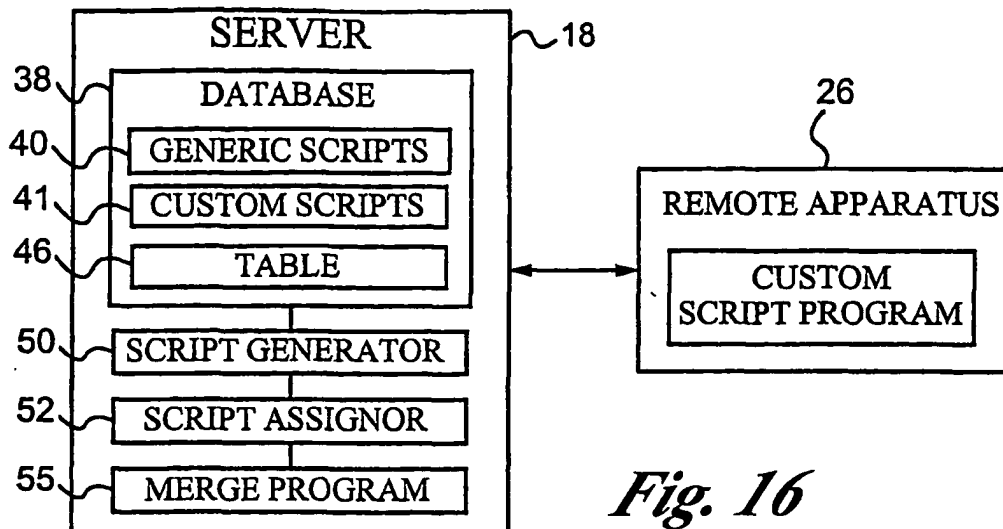 SERVER
18
38
DATABASE
40
GENERIC SCRIPTS
41
CUSTOM SCRIPTS
46
TABLE
50
SCRIPT GENERATOR
52
SCRIPT ASSIGNOR
55
MERGE PROGRAM
26
REMOTE APPARATUS
CUSTOM
SCRIPT PROGRAM
Fig. 16